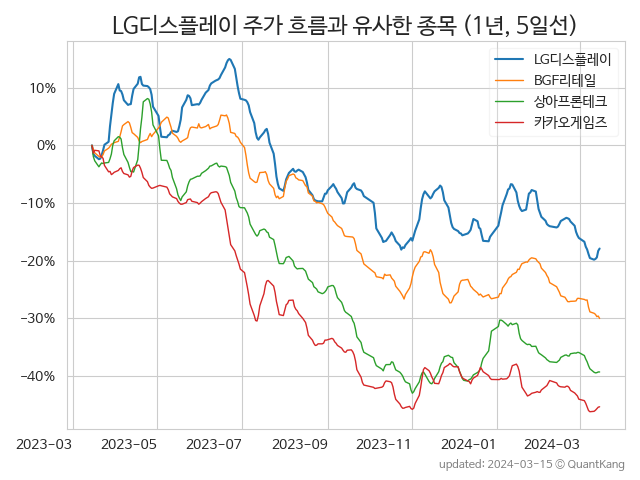 LG디스플레이 주가 흐름과 유사한 종목 (1년, 5일선)
LG디스플레이
BGF리테일
상아프론테크
카카오게임즈
10%
0%
−10%
−20%
−30%
−40%
2023-03 2023-05 2023-07 2023-09 2023-11 2024-01 2024-03
updated: 2024-03-15 © QuantKang